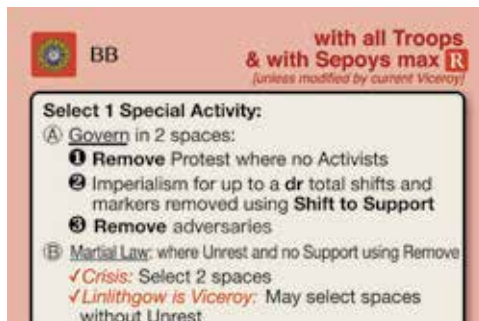 BB
with all Troops
& with Sepoys max R
(unless modified by current Viceroy)
Select 1 Special Activity:
Ⓐ Govern in 2 spaces:
❶ Remove Protest where no Activists
❷ Imperialism for up to a dr total shifts and
markers removed using Shift to Support
❸ Remove adversaries
Ⓑ Martial Law: where Unrest and no Support using Remove
✓Crisis: Select 2 spaces
✓Linlithgow is Viceroy: May select spaces
without Unrest